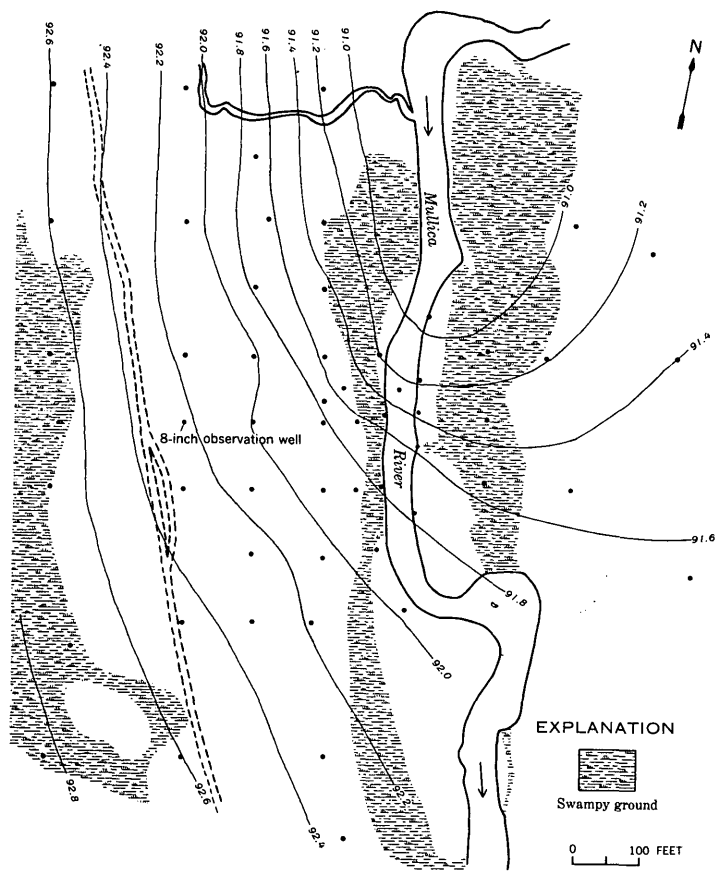 92.6
92.4
92.2
92.0
91.8
91.6
91.4
91.2
91.0
N
Mullica
91.0
91.2
91.4
8-inch observation well
River
91.6
91.8
92.0
92.8
92.6
92.4
92.2
EXPLANATION
Swampy ground
0 100 FEET